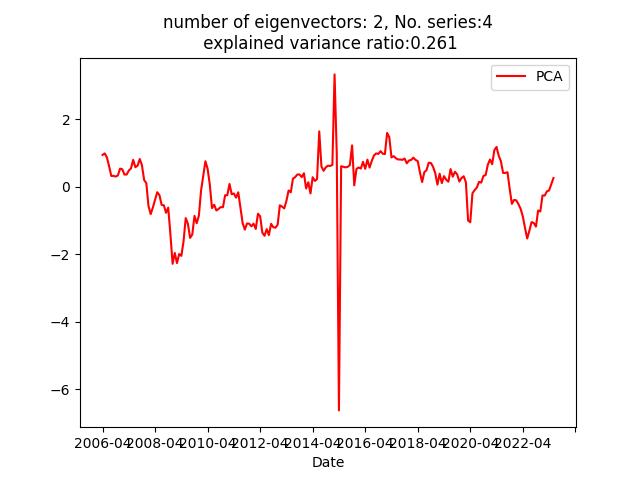 number of eigenvectors: 2, No. series:4
explained variance ratio:0.261
PCA
2
0
−2
−4
−6
2006-04 2008-04 2010-04 2012-04 2014-04 2016-04 2018-04 2020-04 2022-04
Date